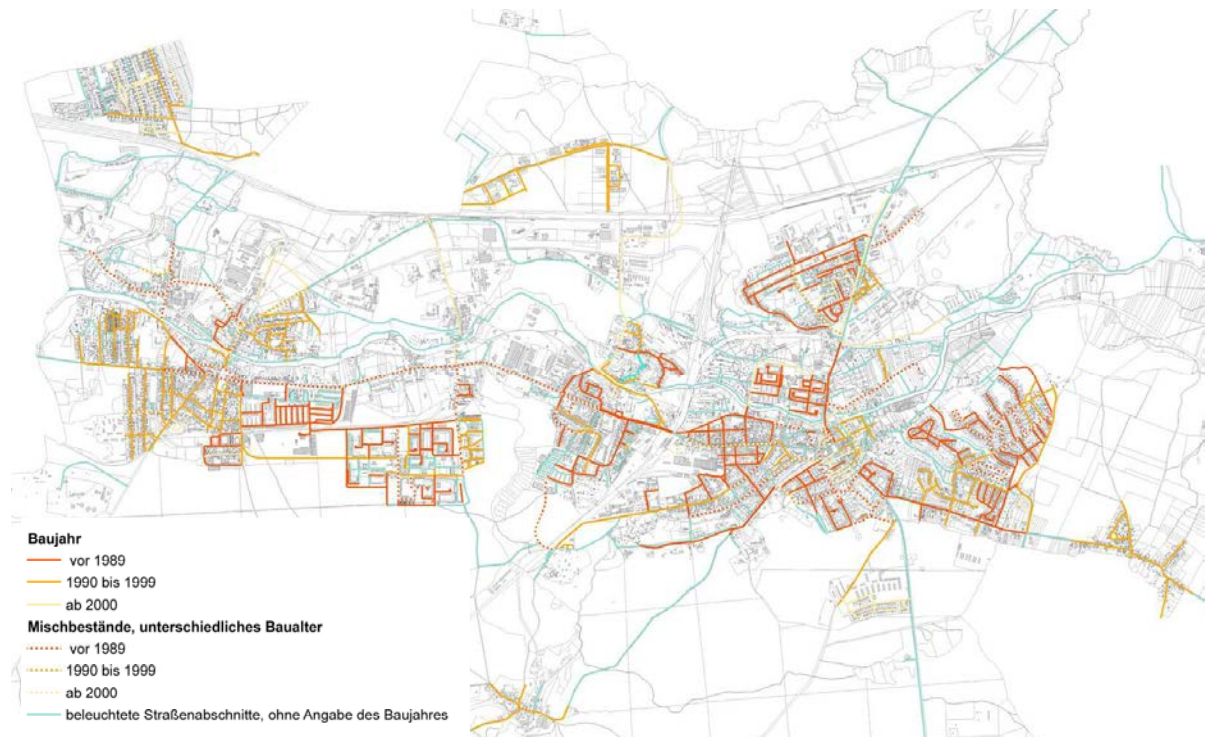 Baujahr
vor 1989
1990 bis 1999
ab 2000
Mischbestände, unterschiedliches Baualter
vor 1989
1990 bis 1999
ab 2000
beleuchtete Straßenabschnitte, ohne Angabe des Baujahres